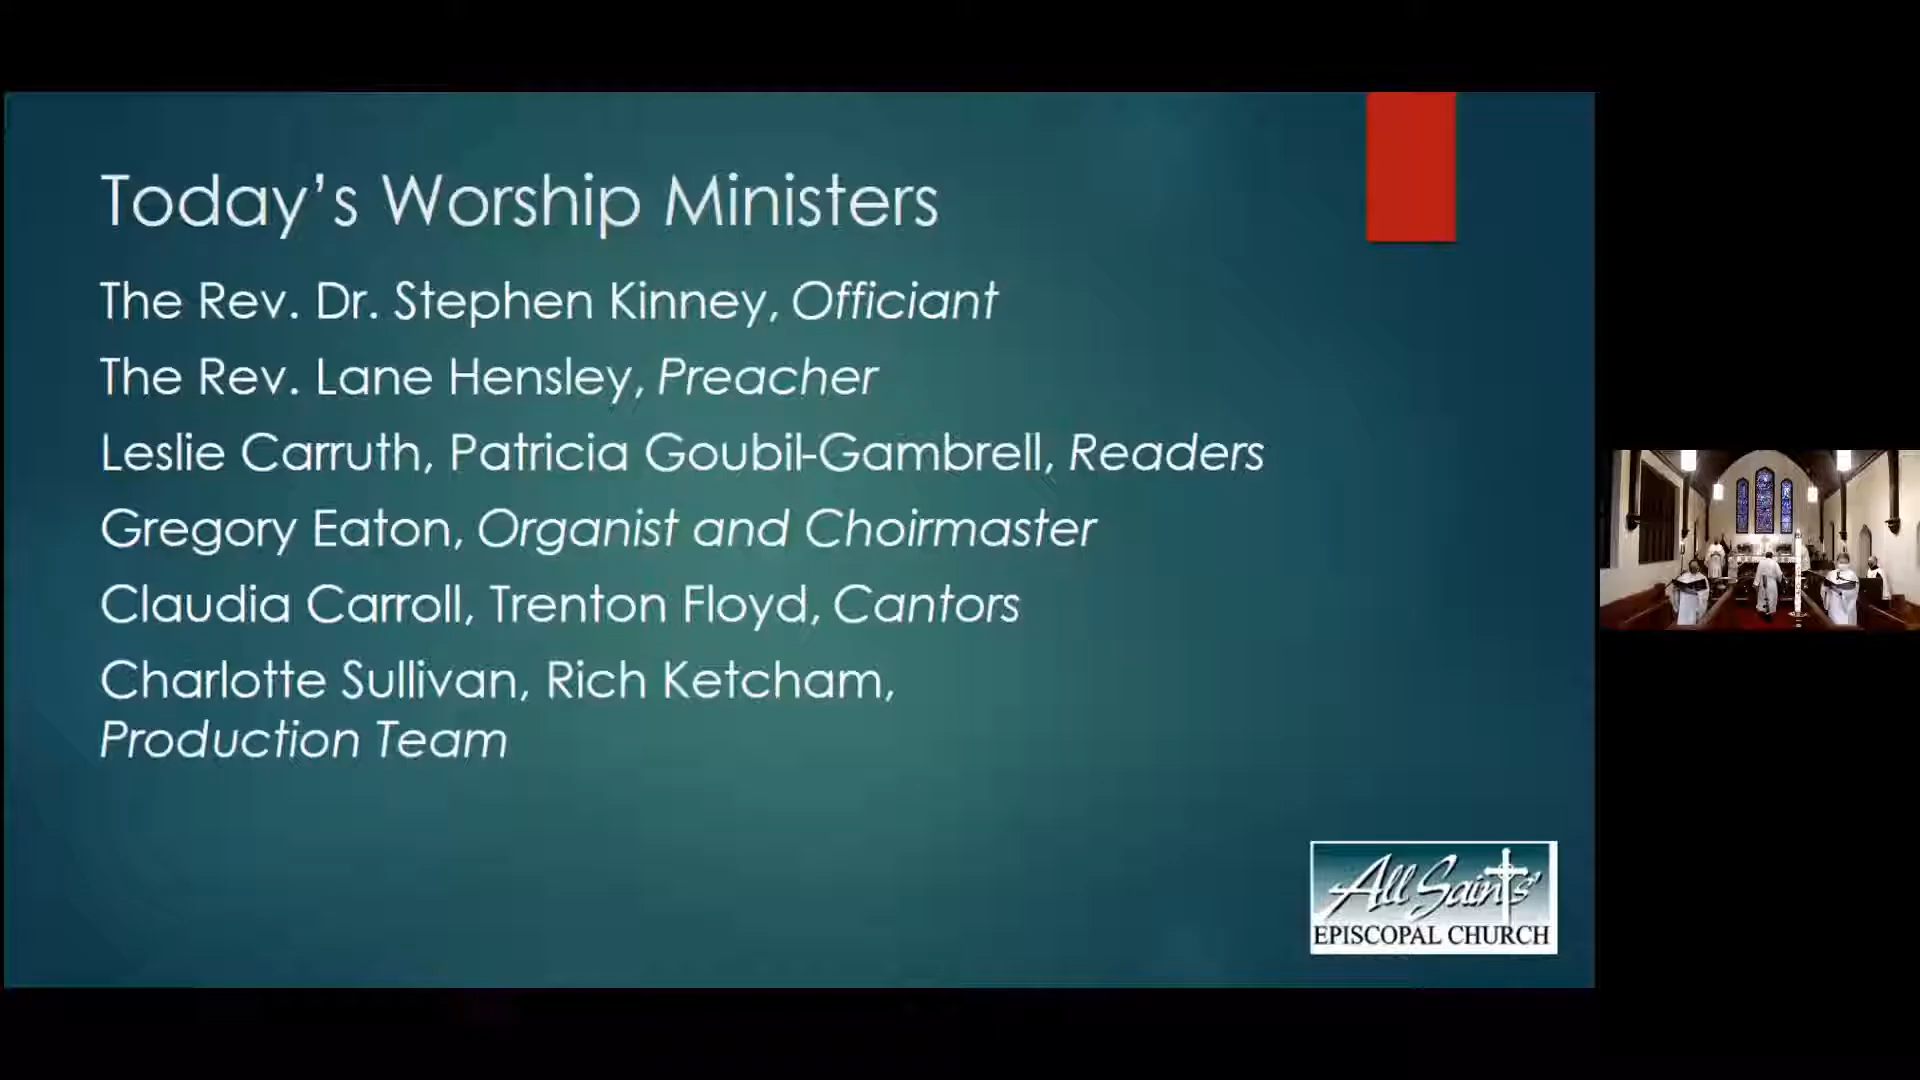 Today’s Worship Ministers
The Rev. Dr. Stephen Kinney, Officiant
The Rev. Lane Hensley, Preacher
Leslie Carruth, Patricia Goubil-Gambrell, Readers
Gregory Eaton, Organist and Choirmaster
Claudia Carroll, Trenton Floyd, Cantors
Charlotte Sullivan, Rich Ketcham,
Production Team
All Saints’
EPISCOPAL CHURCH